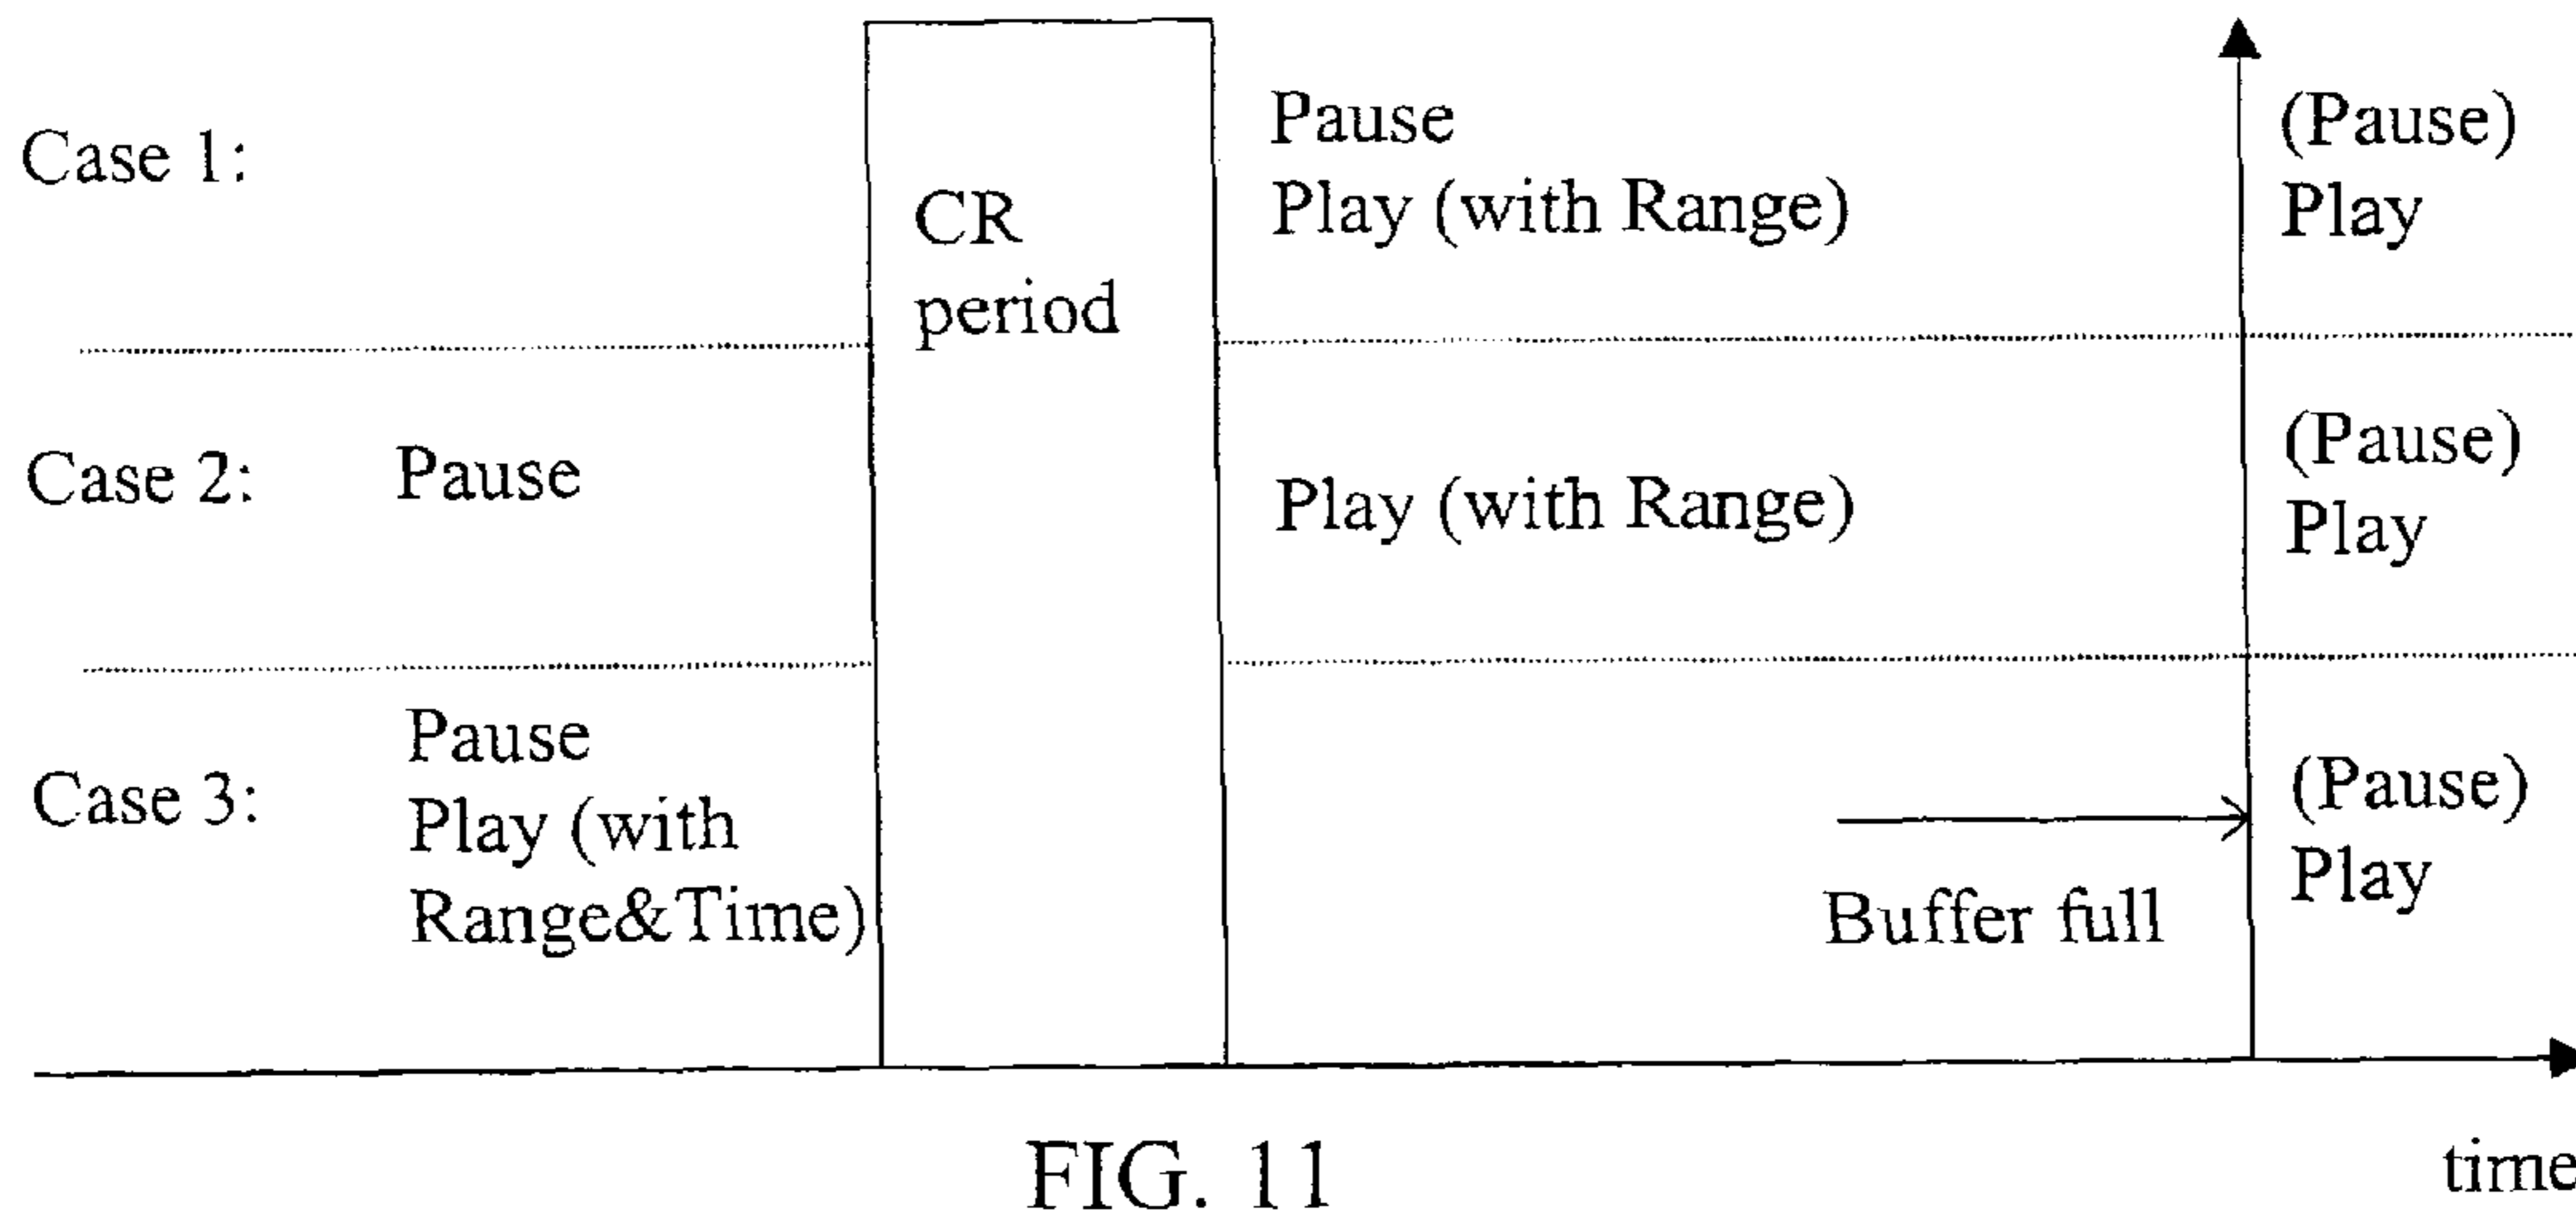 Case 1:
CR
period
Pause
Play (with Range)
(Pause)
Play
Case 2:
Pause
Play (with Range)
(Pause)
Play
Case 3:
Pause
Play (with
Range&Time)
Buffer full
(Pause)
Play
time
FIG. 11